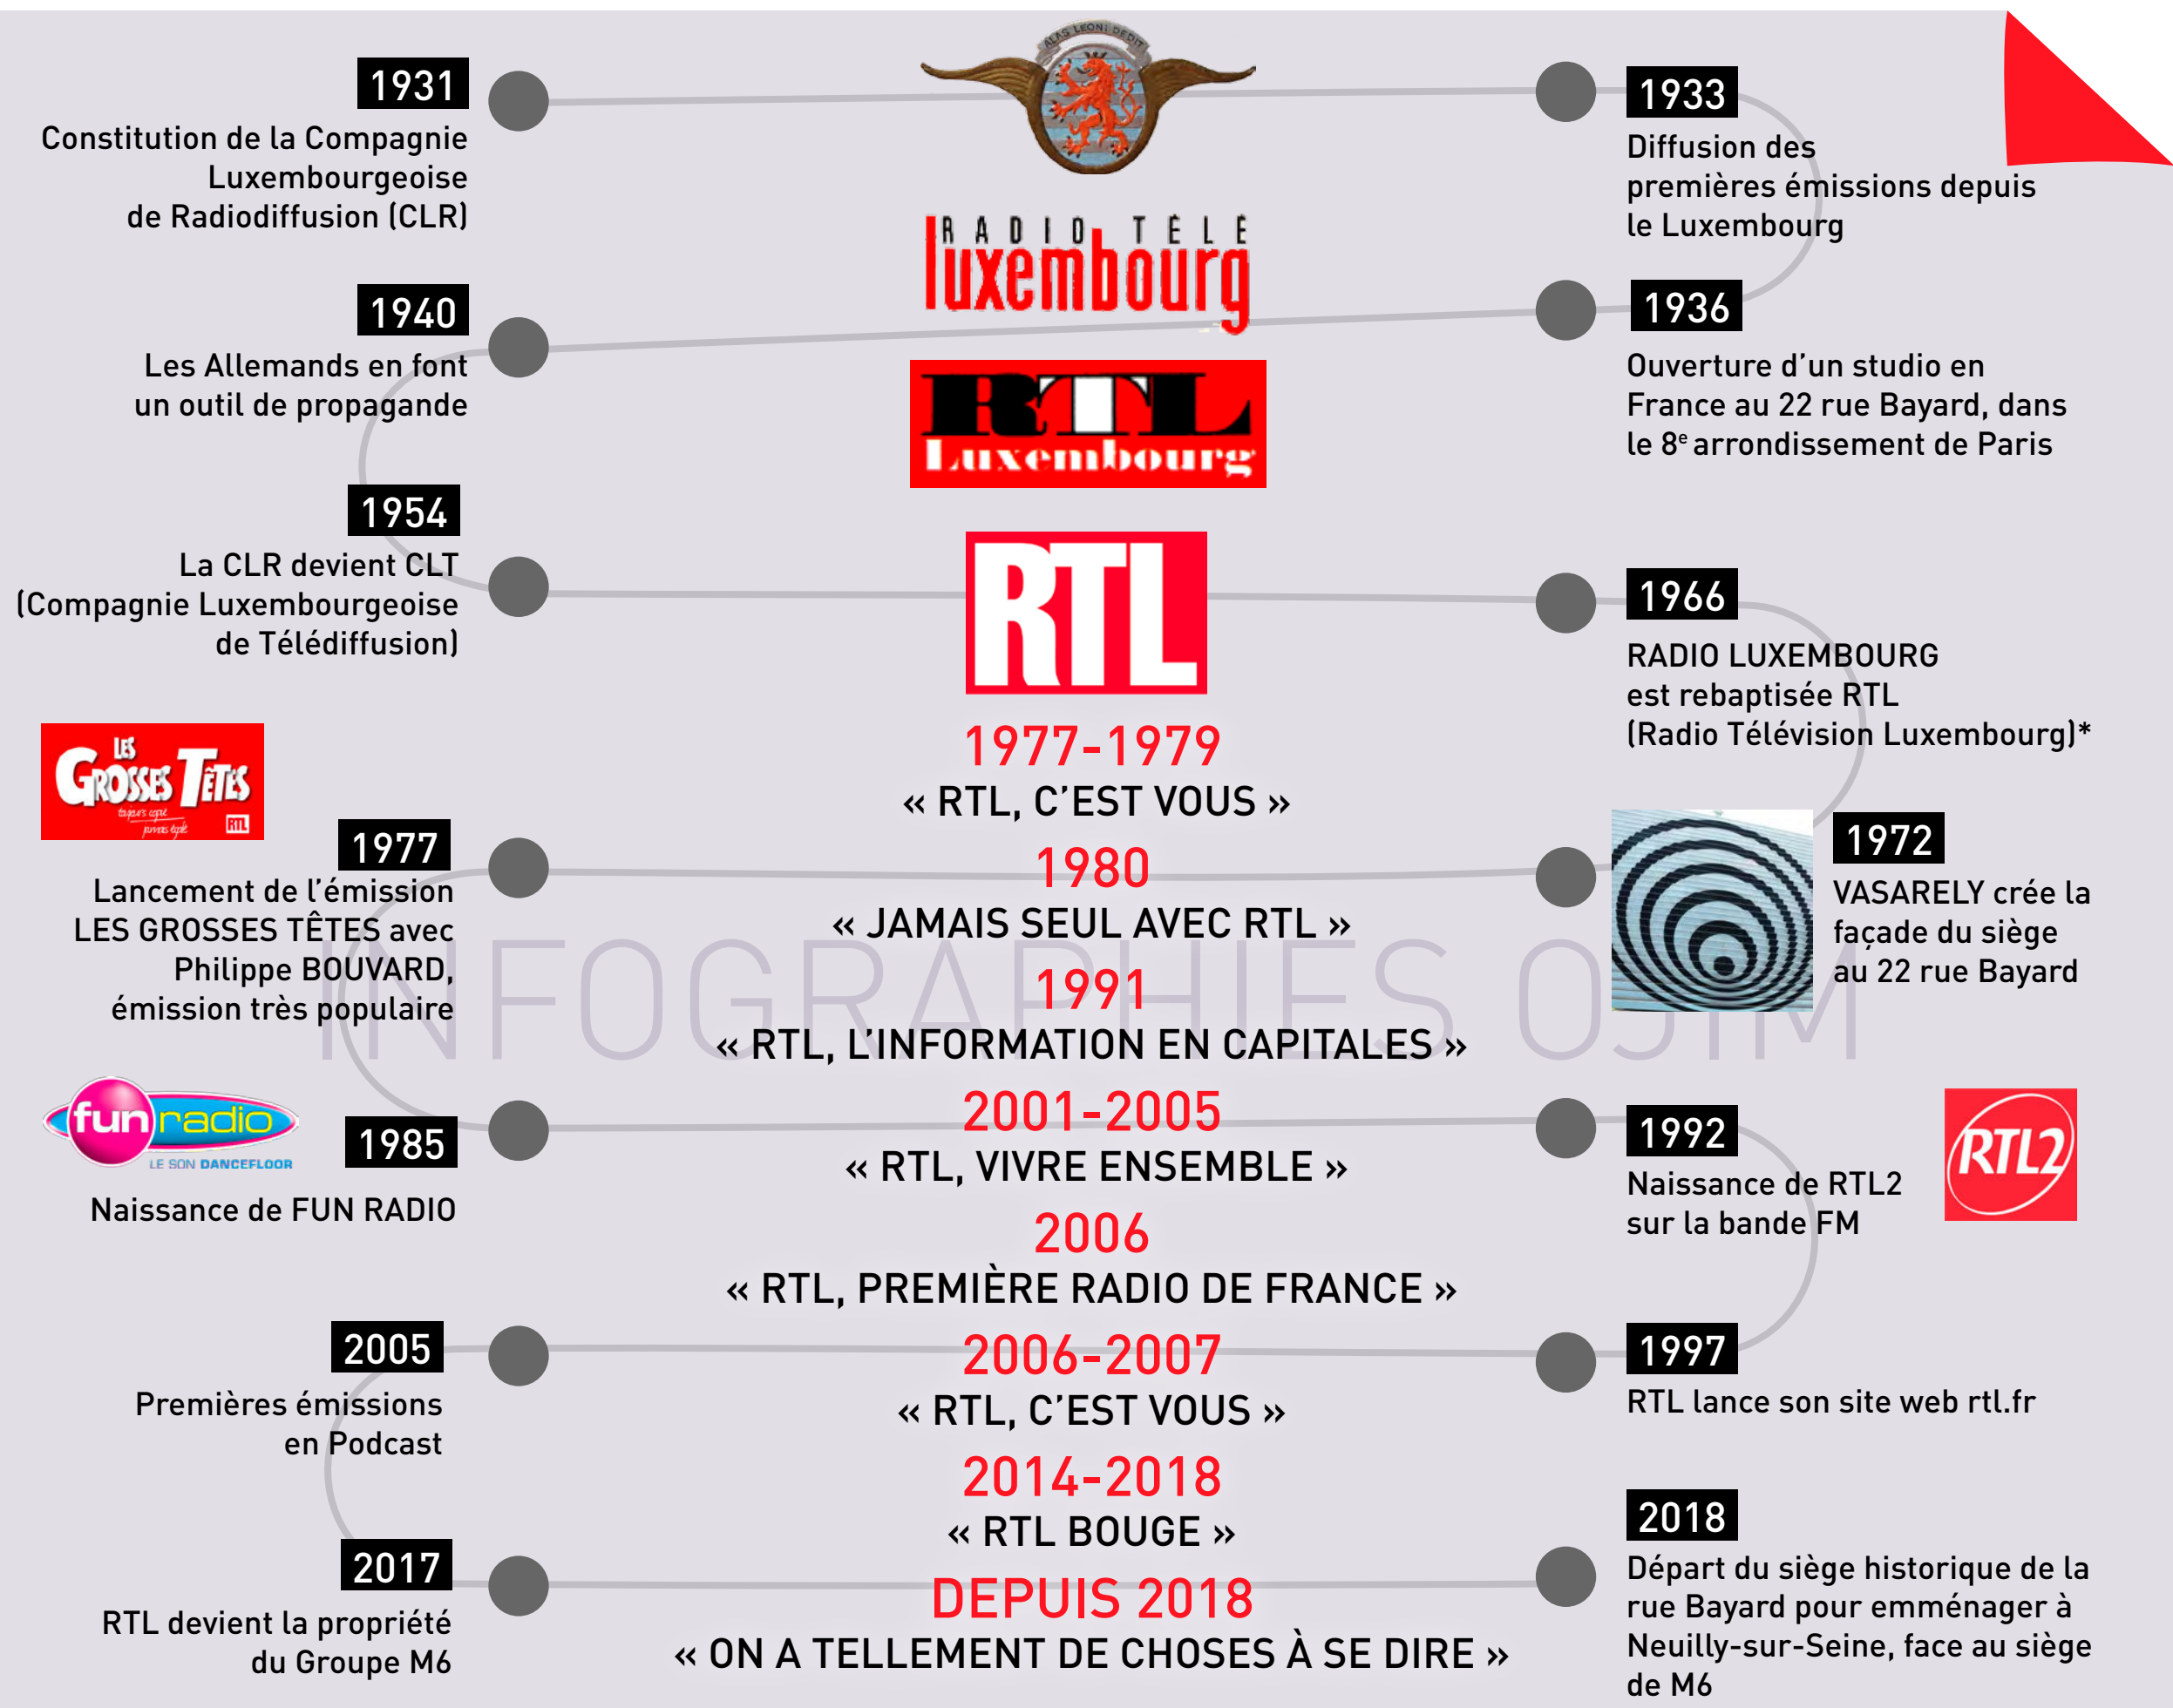 1931
Constitution de la Compagnie
Luxembourgeoise
de Radiodiffusion (CLR)
ALAS LEONI DEDIT
1933
Diffusion des
premières émissions depuis
le Luxembourg
RADIO TÉLÉ
luxembourg
1936
Ouverture d’un studio en
France au 22 rue Bayard, dans
le 8e arrondissement de Paris
1940
Les Allemands en font
un outil de propagande
RTL
Luxembourg
1954
La CLR devient CLT
(Compagnie Luxembourgeoise
de Télédiffusion)
RTL
1966
RADIO LUXEMBOURG
est rebaptisée RTL
(Radio Télévision Luxembourg)*
1972
VASARELY crée la
façade du siège
au 22 rue Bayard
LES
GROSSES TÊTES
toujours copié
jamais égalé
RTL
1977
Lancement de l’émission
LES GROSSES TÊTES avec
Philippe BOUVARD,
émission très populaire
fun radio
LE SON DANCEFLOOR
1985
Naissance de FUN RADIO
1992
Naissance de RTL2
sur la bande FM
RTL2
1997
RTL lance son site web rtl.fr
2005
Premières émissions
en Podcast
2017
RTL devient la propriété
du Groupe M6
2018
Départ du siège historique de la
rue Bayard pour emménager à
Neuilly-sur-Seine, face au siège
de M6
1977-1979
« RTL, C’EST VOUS »
1980
« JAMAIS SEUL AVEC RTL »
1991
« RTL, L’INFORMATION EN CAPITALES »
2001-2005
« RTL, VIVRE ENSEMBLE »
2006
« RTL, PREMIÈRE RADIO DE FRANCE »
2006-2007
« RTL, C’EST VOUS »
2014-2018
« RTL BOUGE »
DEPUIS 2018
« ON A TELLEMENT DE CHOSES À SE DIRE »
INFOGRAPHIES OJIM